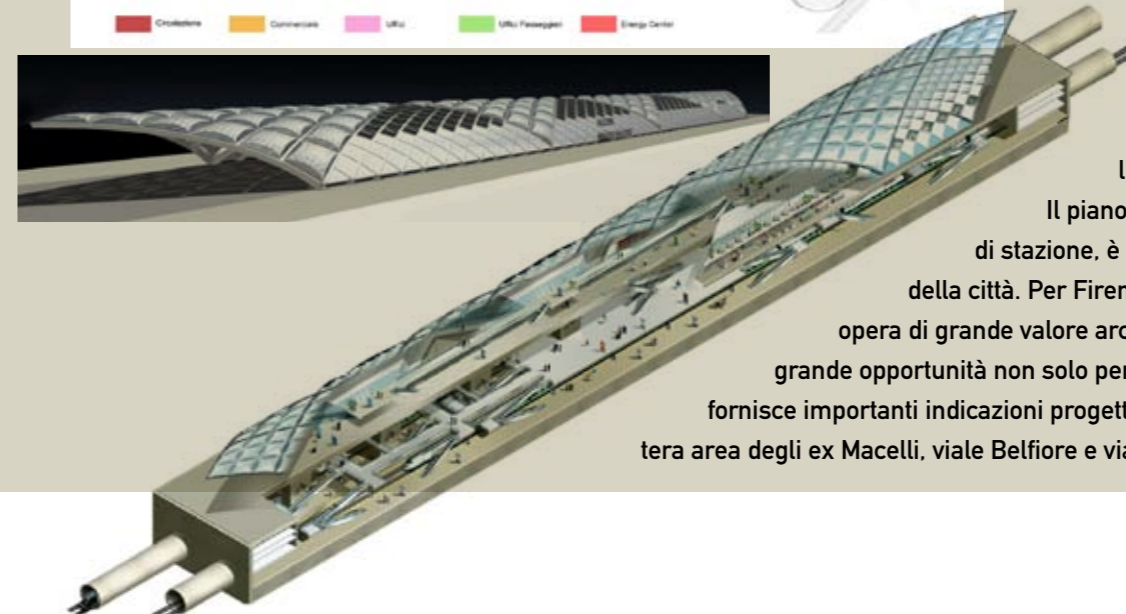 Circolazione Commerciale Uffici Uffici Passeggeri Energy Center
Il piano
di stazione, è
della città. Per Firen
opera di grande valore arc
grande opportunità non solo per
fornisce importanti indicazioni progett
tera area degli ex Macelli, viale Belfiore e via